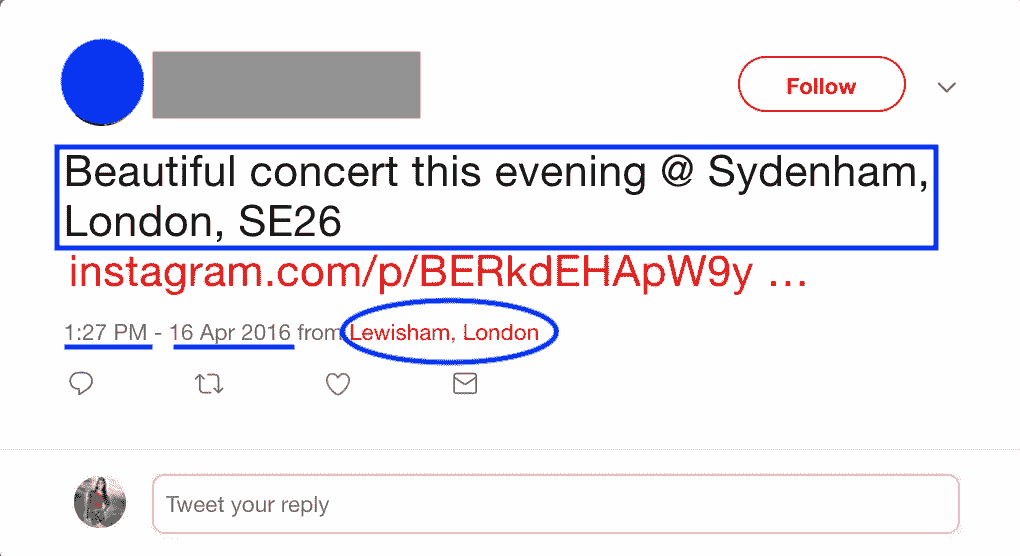 Follow
Beautiful concert this evening @ Sydenham,
London, SE26
instagram.com/p/BERkdEHApW9y ...
1:27 PM - 16 Apr 2016 from Lewisham, London
Tweet your reply